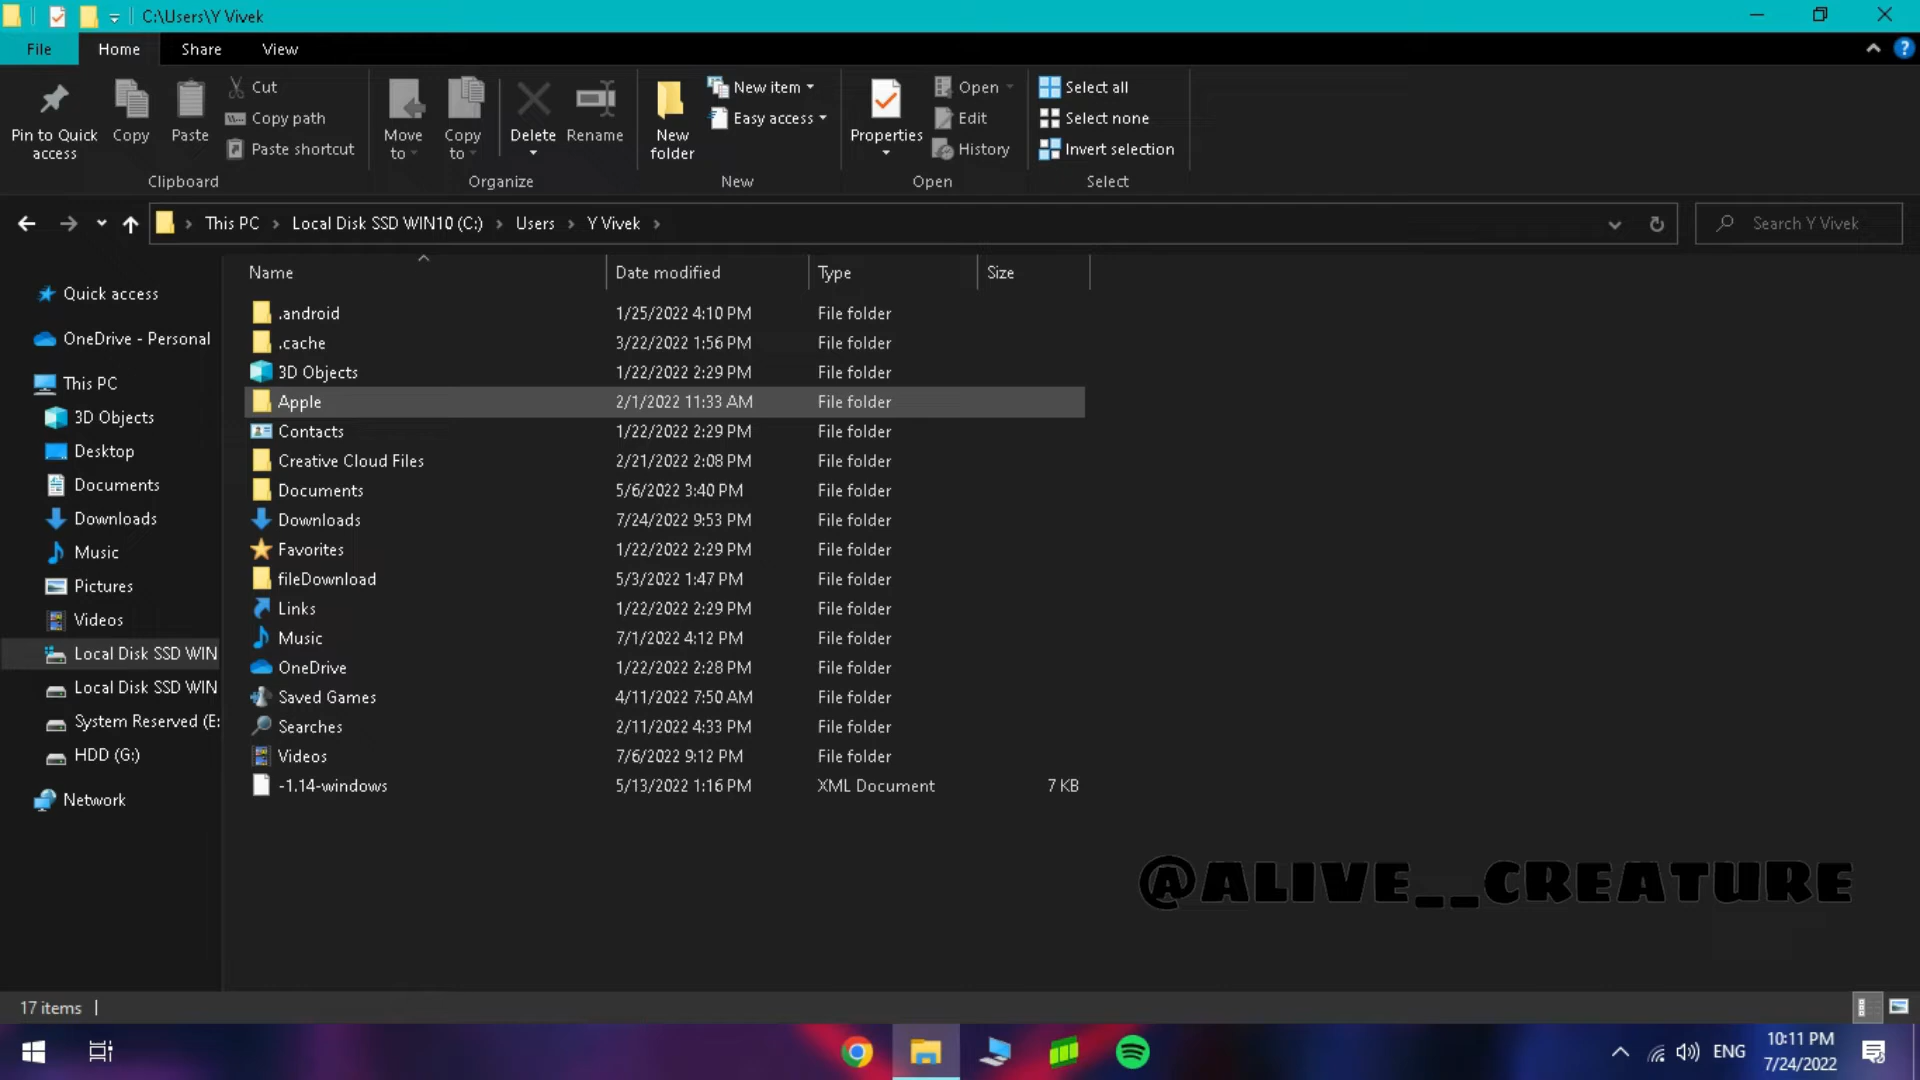 C:\Users\Y Vivek
File Home Share View
Pin to Quick access
Copy
Paste
Cut
Copy path
Paste shortcut
Clipboard
Move to
Copy to
Delete
Rename
Organize
New folder
New item
Easy access
New
Properties
Open
Edit
History
Open
Select all
Select none
Invert selection
Select
This PC Local Disk SSD WIN10 (C:) Users Y Vivek
Search Y Vivek
Quick access
OneDrive - Personal
This PC
3D Objects
Desktop
Documents
Downloads
Music
Pictures
Videos
Local Disk SSD WIN
Local Disk SSD WIN
System Reserved (E:
HDD (G:)
Network
Name Date modified Type Size
.android 1/25/2022 4:10 PM File folder
.cache 3/22/2022 1:56 PM File folder
3D Objects 1/22/2022 2:29 PM File folder
Apple 2/1/2022 11:33 AM File folder
Contacts 1/22/2022 2:29 PM File folder
Creative Cloud Files 2/21/2022 2:08 PM File folder
Documents 5/6/2022 3:40 PM File folder
Downloads 7/24/2022 9:53 PM File folder
Favorites 1/22/2022 2:29 PM File folder
fileDownload 5/3/2022 1:47 PM File folder
Links 1/22/2022 2:29 PM File folder
Music 7/1/2022 4:12 PM File folder
OneDrive 1/22/2022 2:28 PM File folder
Saved Games 4/11/2022 7:50 AM File folder
Searches 2/11/2022 4:33 PM File folder
Videos 7/6/2022 9:12 PM File folder
-1.14-windows 5/13/2022 1:16 PM XML Document 7 KB
@ALIVE__CREATURE
17 items
ENG
10:11 PM
7/24/2022